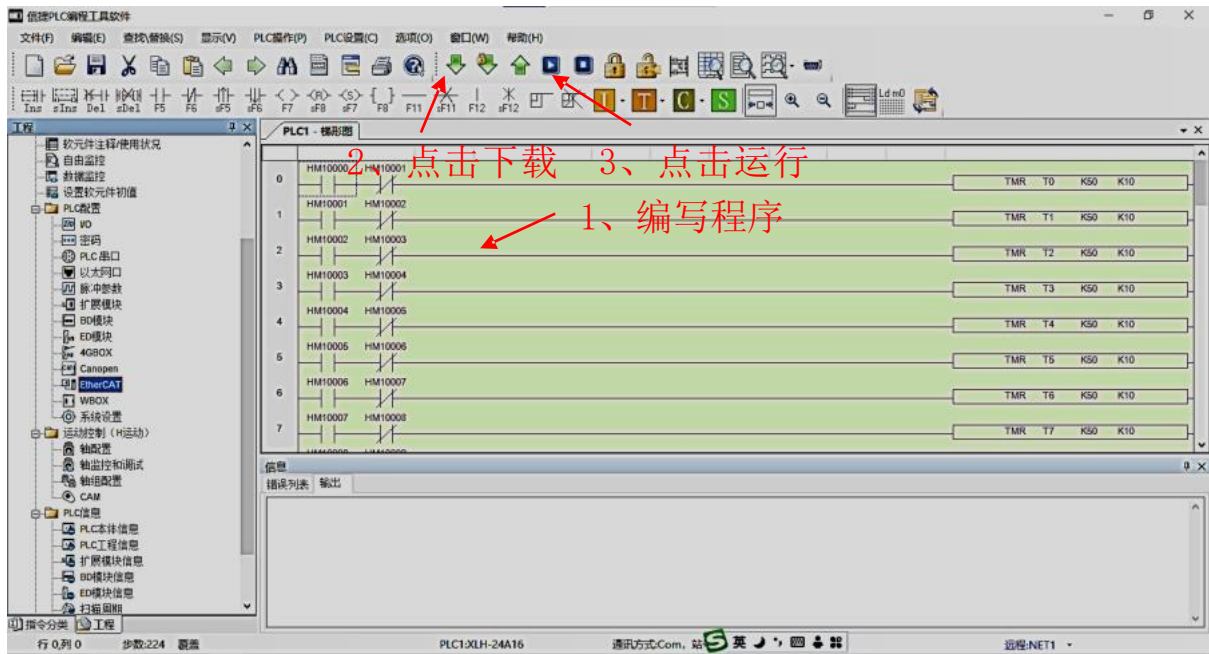 信捷PLC编程工具软件
文件(F) 编辑(E) 查找\替换(S) 显示(V) PLC操作(P) PLC设置(C) 选项(O) 窗口(W) 帮助(H)
Ins sIns Del sDel F5 F6 sF5 sF6 F7 sF8 sF7 F8 F11 sF11 F12 sF12 I T C S Ld m0
工程
软元件注释/使用状况
自由监控
数据监控
设置软元件初值
PLC配置
I/O
密码
PLC串口
以太网口
脉冲参数
扩展模块
BD模块
ED模块
4GBOX
Canopen
EtherCAT
WBOX
系统设置
运动控制（H运动）
轴配置
轴监控和调试
轴组配置
CAM
PLC信息
PLC本体信息
PLC工程信息
扩展模块信息
BD模块信息
ED模块信息
扫描周期
指令分类 工程
PLC1 - 梯形图
2、点击下载 3、点击运行
1、编写程序
0 HM10000 HM10001 TMR T0 K50 K10
1 HM10001 HM10002 TMR T1 K50 K10
2 HM10002 HM10003 TMR T2 K50 K10
3 HM10003 HM10004 TMR T3 K50 K10
4 HM10004 HM10005 TMR T4 K50 K10
5 HM10005 HM10006 TMR T5 K50 K10
6 HM10006 HM10007 TMR T6 K50 K10
7 HM10007 HM10008 TMR T7 K50 K10
信息
错误列表 输出
行 0,列 0 步数:224 覆盖 PLC1:XLH-24A16 通讯方式:Com, 站 英 远程:NET1